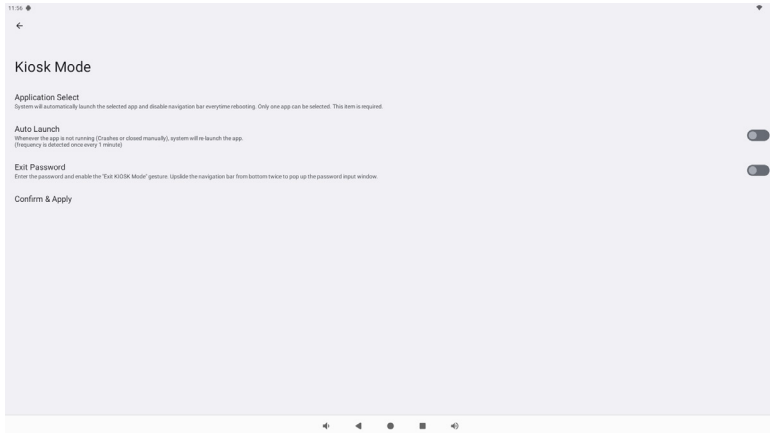 11:56
Kiosk Mode
Application Select
System will automatically launch the selected app and disable navigation bar everytime rebooting. Only one app can be selected. This item is required.
Auto Launch
Whenever the app is not running (Crashes or closed manually), system will re-launch the app.
(frequency is detected once every 1 minute)
Exit Password
Enter the password and enable the "Exit KIOSK Mode" gesture. Upslide the navigation bar from bottom twice to pop up the password input window.
Confirm & Apply